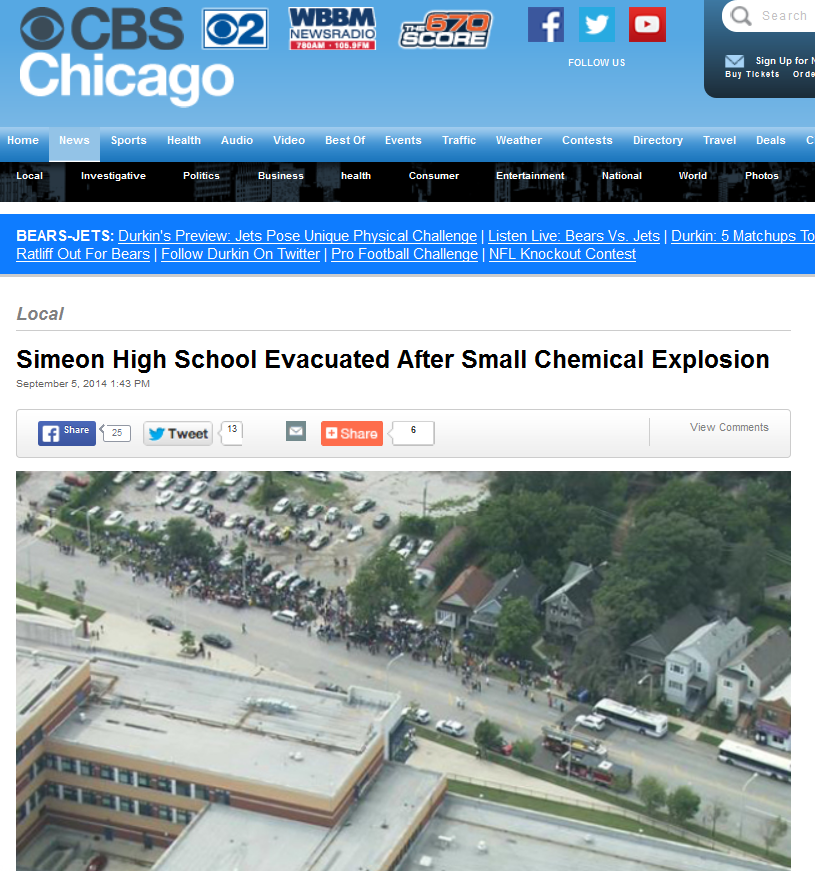 CBS
Chicago
2
WBBM
NEWSRADIO
780AM · 105.9FM
THE 670
SCORE
FOLLOW US
Search
Sign Up for
Buy Tickets
Home News Sports Health Audio Video Best Of Events Traffic Weather Contests Directory Travel Deals C
Local Investigative Politics Business health Consumer Entertainment National World Photos
BEARS-JETS: Durkin's Preview: Jets Pose Unique Physical Challenge | Listen Live: Bears Vs. Jets | Durkin: 5 Matchups To
Ratliff Out For Bears | Follow Durkin On Twitter | Pro Football Challenge | NFL Knockout Contest
Local
Simeon High School Evacuated After Small Chemical Explosion
September 5, 2014 1:43 PM
Share 25 Tweet 13 Share 6 View Comments